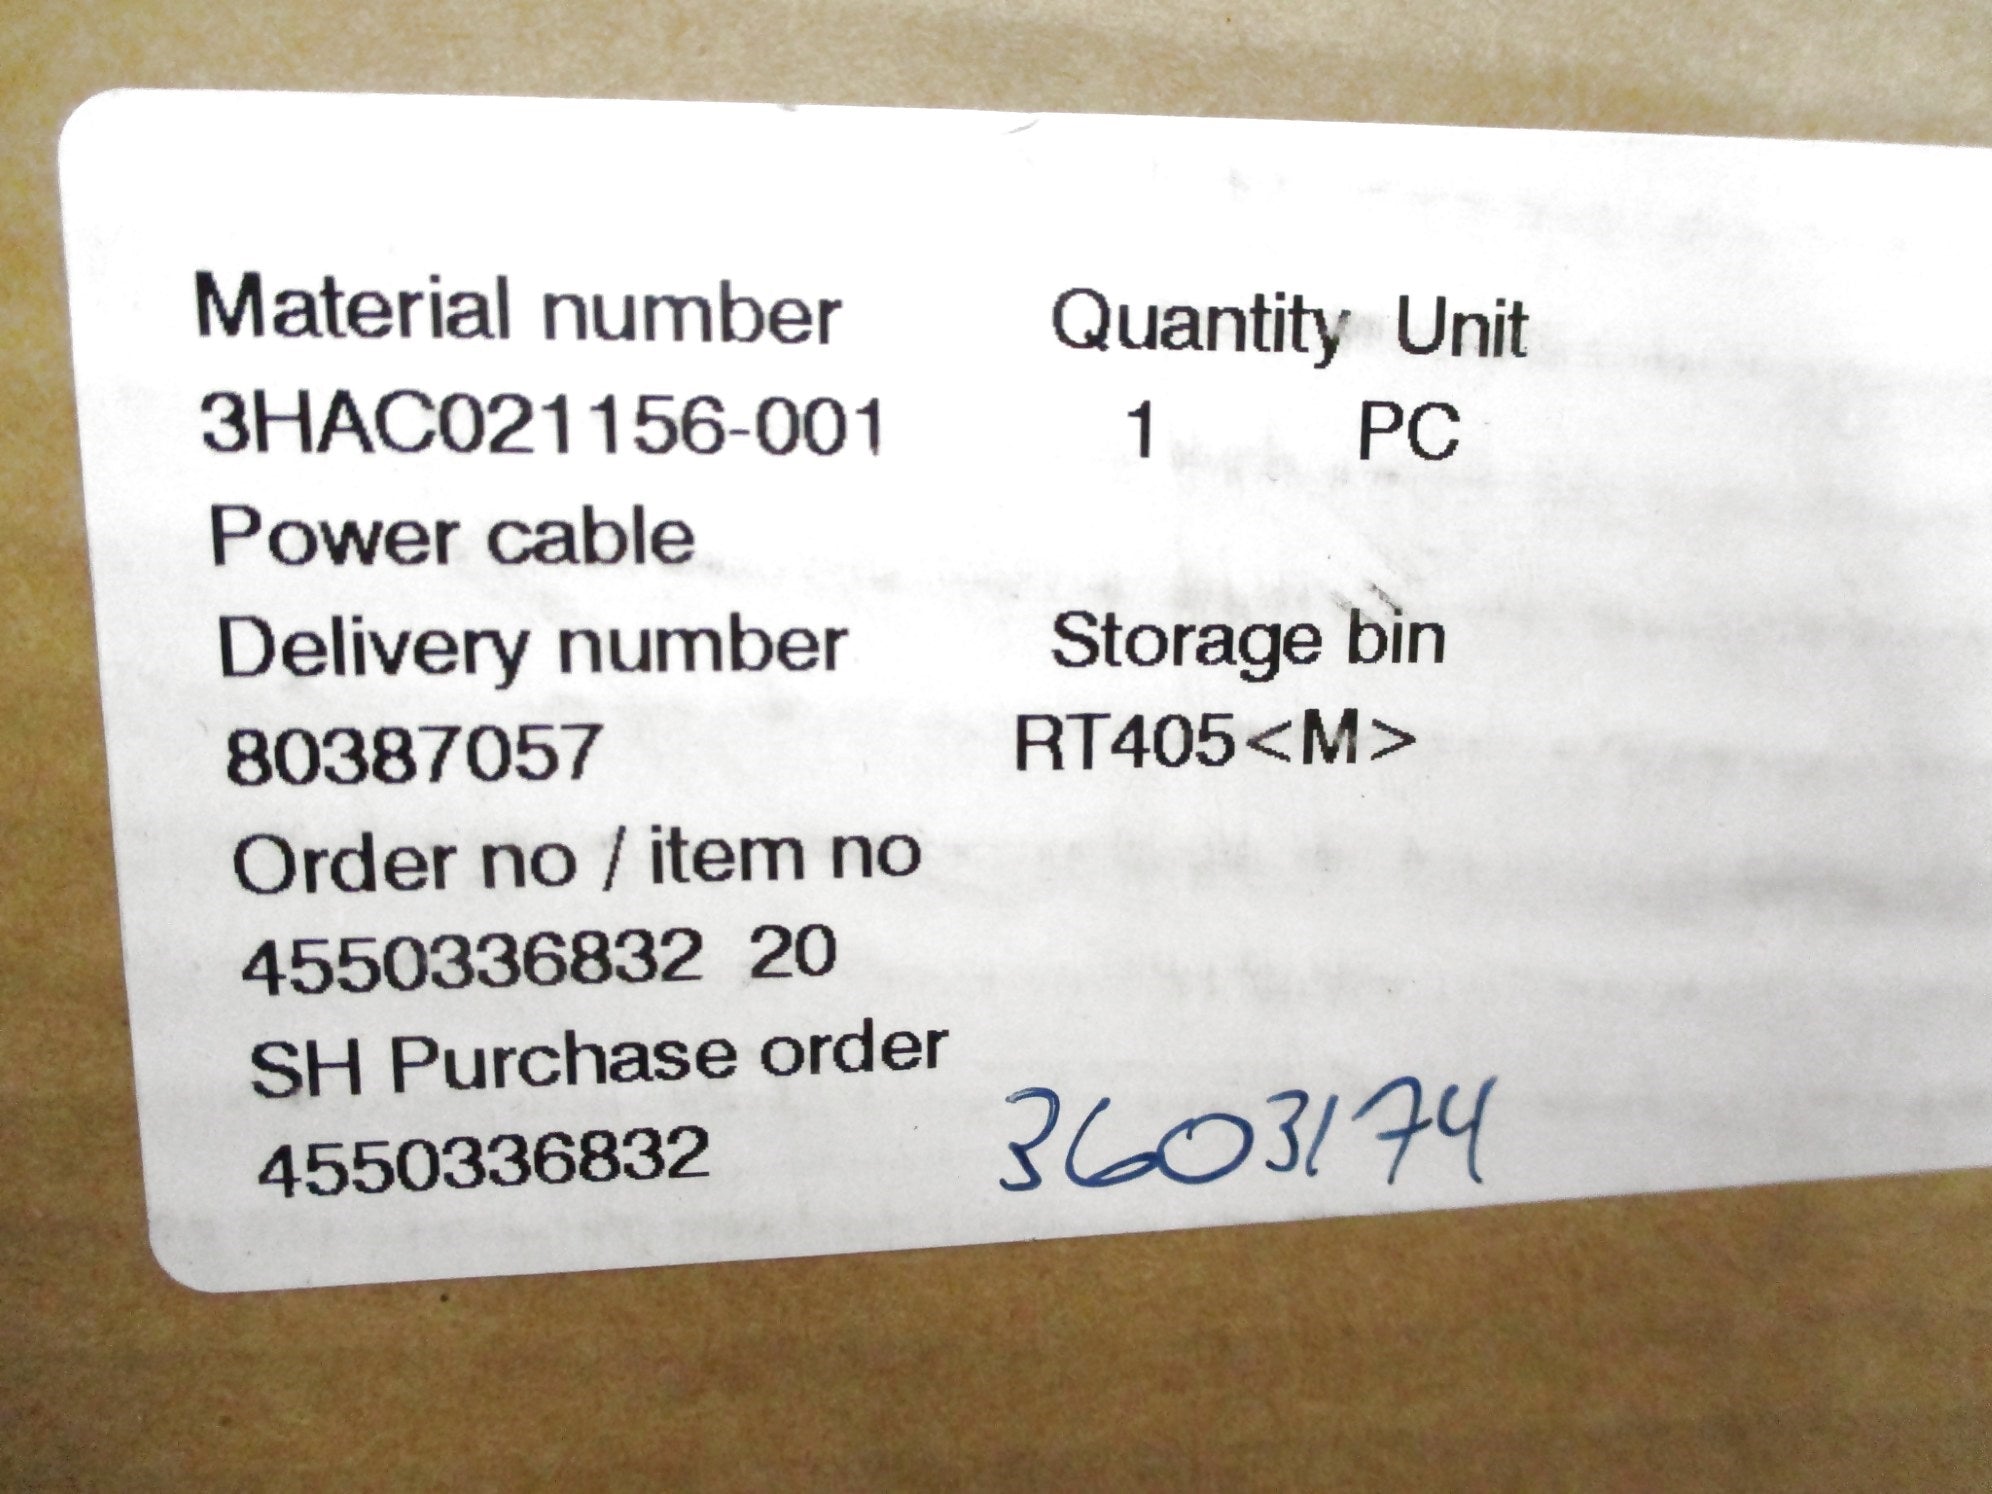 Material number Quantity Unit
3HAC021156-001 1 PC
Power cable
Delivery number Storage bin
80387057 RT405<M>
Order no / item no
4550336832 20
SH Purchase order
4550336832 3603174